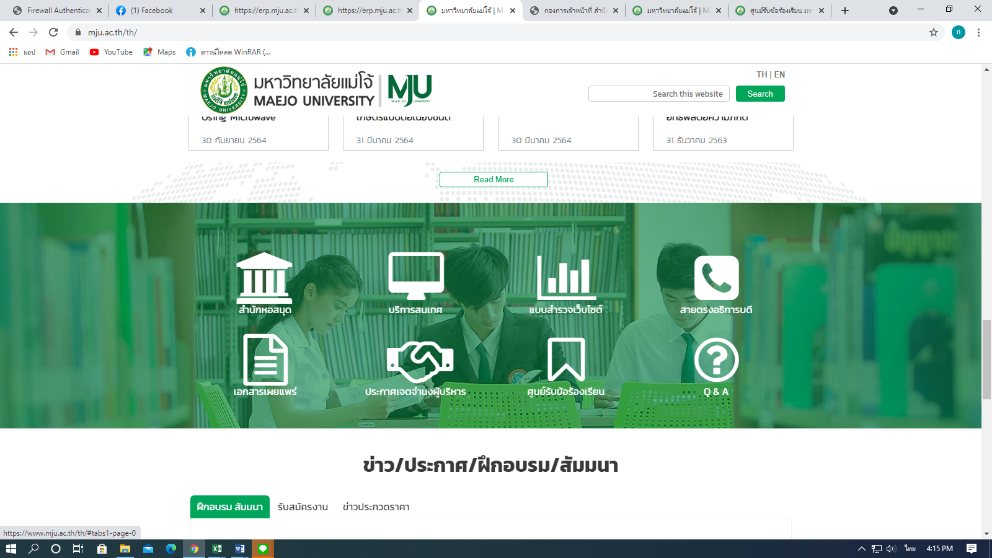 Firewall Authentica
(1) Facebook
https://erp.mju.ac.t
https://erp.mju.ac.t
มหาวิทยาลัยแม่โจ้ | M
กองการเจ้าหน้าที่ สำนั
มหาวิทยาลัยแม่โจ้ | M
ศูนย์รับข้อร้องเรียน มห
mju.ac.th/th/
n
แอป
Gmail
YouTube
Maps
ดาวน์โหลด WinRAR (...
มหาวิทยาลัยแม่โจ้
MAEJO UNIVERSITY
MJU
TH | EN
Search this website
Search
Using Microwave
30 กันยายน 2564
31 มีนาคม 2564
30 มีนาคม 2564
31 ธันวาคม 2563
Read More
สำนักหอสมุด
บริการสนเทศ
แบบสำรวจเว็บไซต์
สายตรงอธิการบดี
เอกสารเผยแพร่
ประกาศเจตจำนงผู้บริหาร
ศูนย์รับข้อร้องเรียน
Q & A
ข่าว/ประกาศ/ฝึกอบรม/สัมมนา
ฝึกอบรม สัมมนา
รับสมัครงาน
ข่าวประกวดราคา
https://www.mju.ac.th/th/#tabs1-page-0
ไทย
4:15 PM